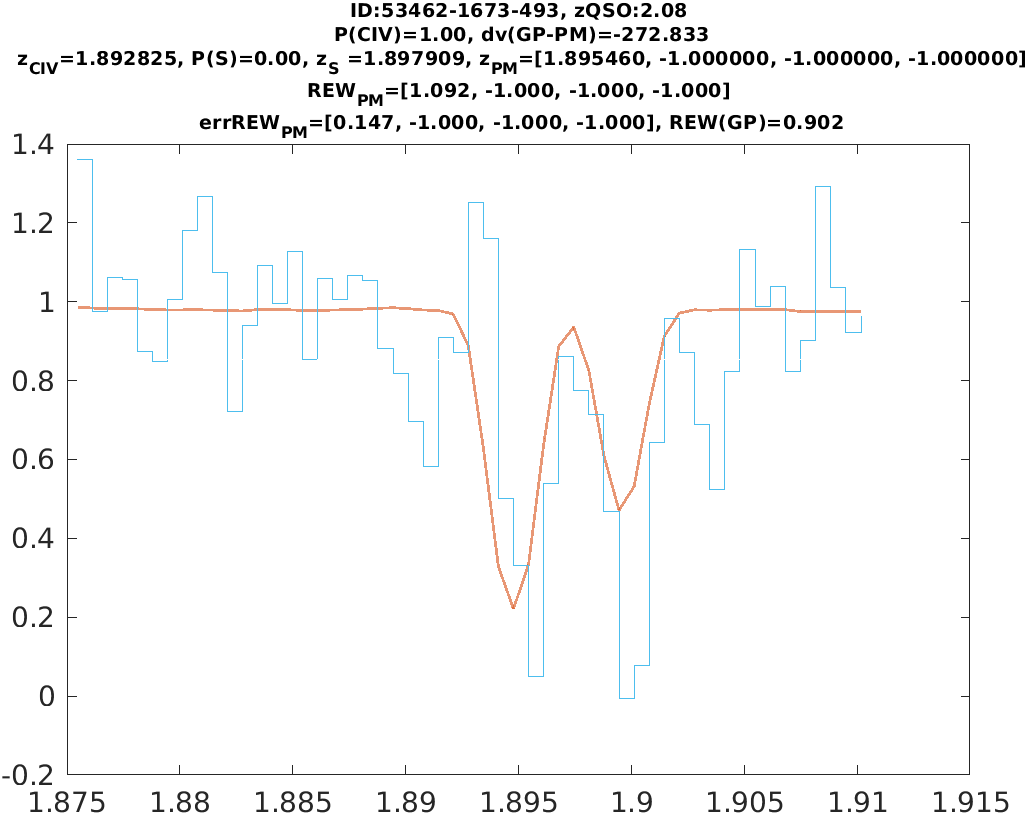 ID:53462-1673-493, zQSO:2.08
P(CIV)=1.00, dv(GP-PM)=-272.833
zCIV=1.892825, P(S)=0.00, zS =1.897909, zPM=[1.895460, -1.000000, -1.000000, -1.000000]
REWPM=[1.092, -1.000, -1.000, -1.000]
errREWPM=[0.147, -1.000, -1.000, -1.000], REW(GP)=0.902
1.4
1.2
1
0.8
0.6
0.4
0.2
0
-0.2
1.875 1.88 1.885 1.89 1.895 1.9 1.905 1.91 1.915